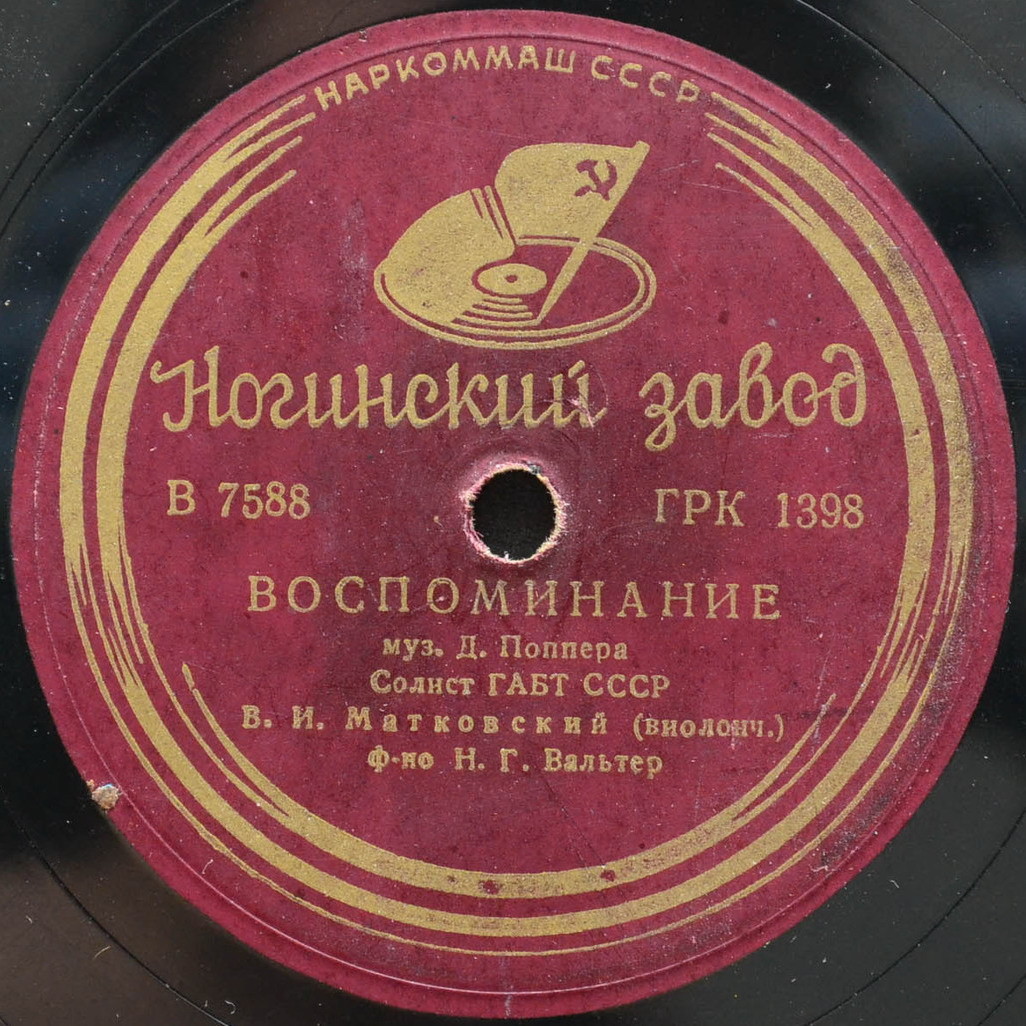 НАРКОММАШ СССР
Ногинский завод
В 7588 ГРК 1398
ВОСПОМИНАНИЕ
муз. Д. Поппера
Солист ГАБТ СССР
В. И. Матковский (виолонч.)
ф-но Н. Г. Вальтер